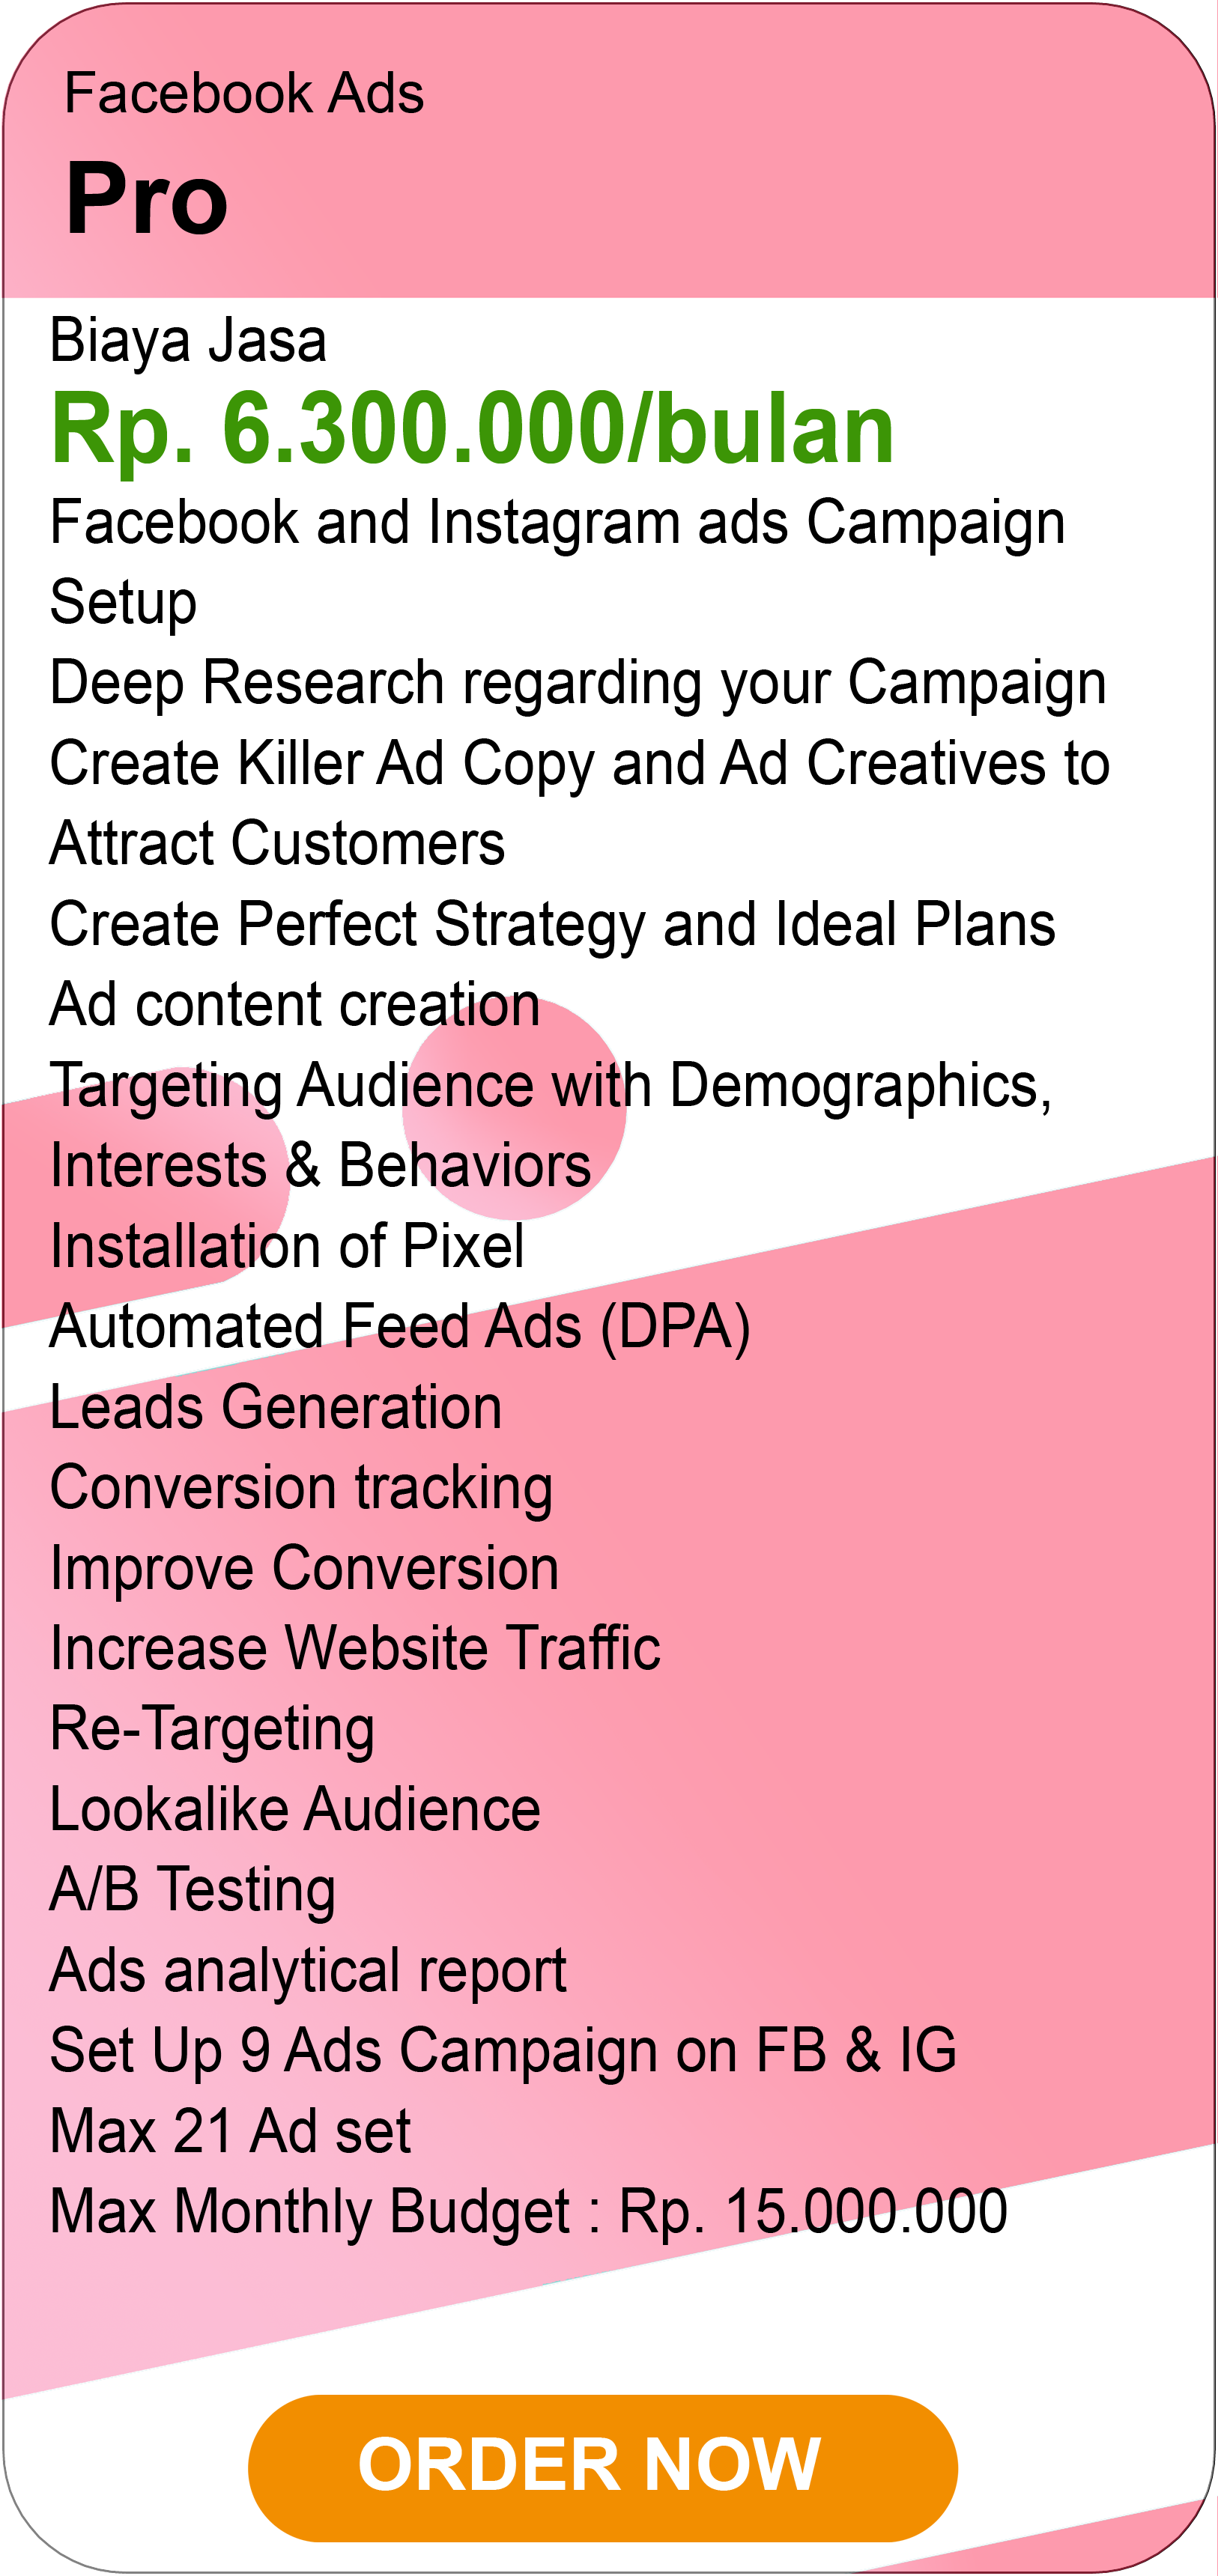 Facebook Ads
Pro
Biaya Jasa
Rp. 6.300.000/bulan
Facebook and Instagram ads Campaign
Setup
Deep Research regarding your Campaign
Create Killer Ad Copy and Ad Creatives to
Attract Customers
Create Perfect Strategy and Ideal Plans
Ad content creation
Targeting Audience with Demographics,
Interests & Behaviors
Installation of Pixel
Automated Feed Ads (DPA)
Leads Generation
Conversion tracking
Improve Conversion
Increase Website Traffic
Re-Targeting
Lookalike Audience
A/B Testing
Ads analytical report
Set Up 9 Ads Campaign on FB & IG
Max 21 Ad set
Max Monthly Budget : Rp. 15.000.000
ORDER NOW